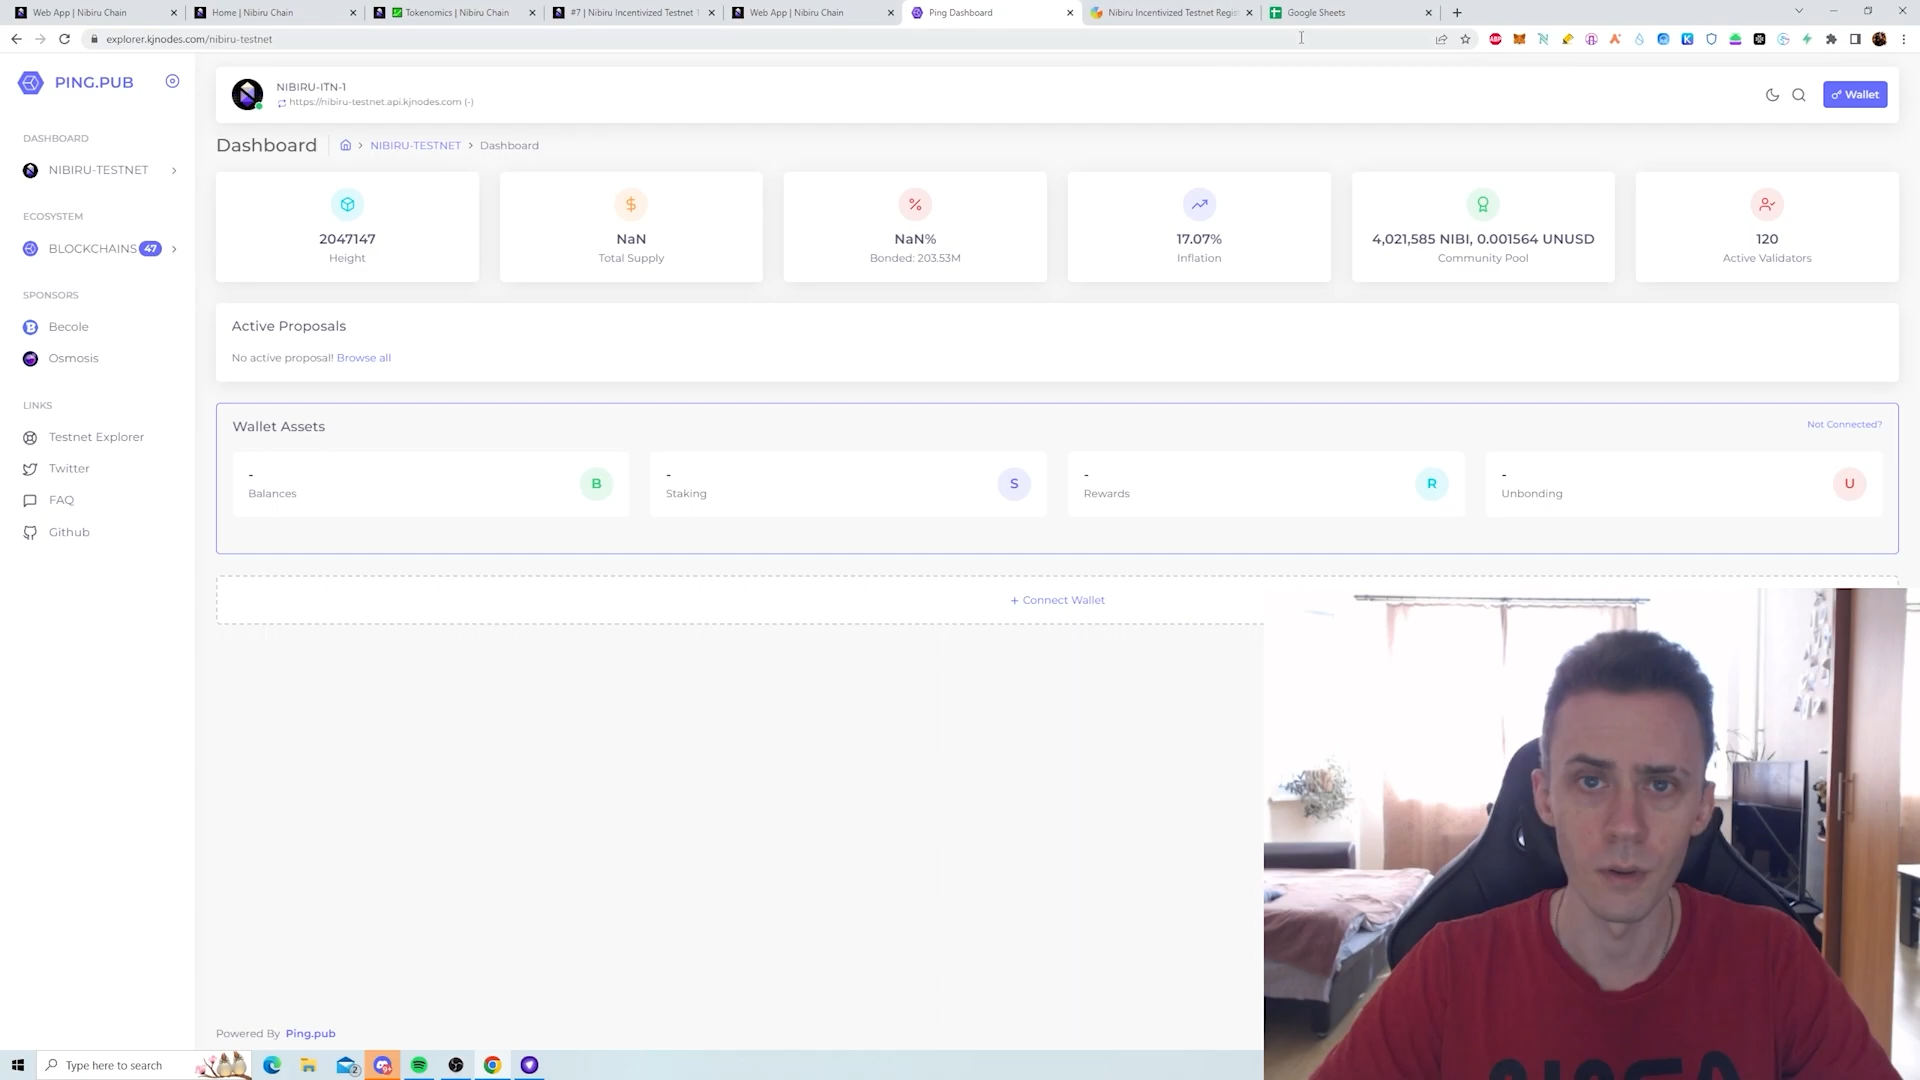 Web App | Nibiru Chain
Home | Nibiru Chain
Tokenomics | Nibiru Chain
#7 | Nibiru Incentivized Testnet
Web App | Nibiru Chain
Ping Dashboard
Nibiru Incentivized Testnet Regis
Google Sheets
explorer.kjnodes.com/nibiru-testnet
PING.PUB
NIBIRU-ITN-1
https://nibiru-testnet.api.kjnodes.com (-)
Wallet
DASHBOARD
NIBIRU-TESTNET
ECOSYSTEM
BLOCKCHAINS 47
SPONSORS
Becole
Osmosis
LINKS
Testnet Explorer
Twitter
FAQ
Github
Dashboard
NIBIRU-TESTNET > Dashboard
2047147
Height
NaN
Total Supply
NaN%
Bonded: 203.53M
17.07%
Inflation
4,021,585 NIBI, 0.001564 UNUSD
Community Pool
120
Active Validators
Active Proposals
No active proposal! Browse all
Wallet Assets
Not Connected?
-
Balances
B
-
Staking
S
-
Rewards
R
-
Unbonding
U
+ Connect Wallet
Powered By Ping.pub
Type here to search
2